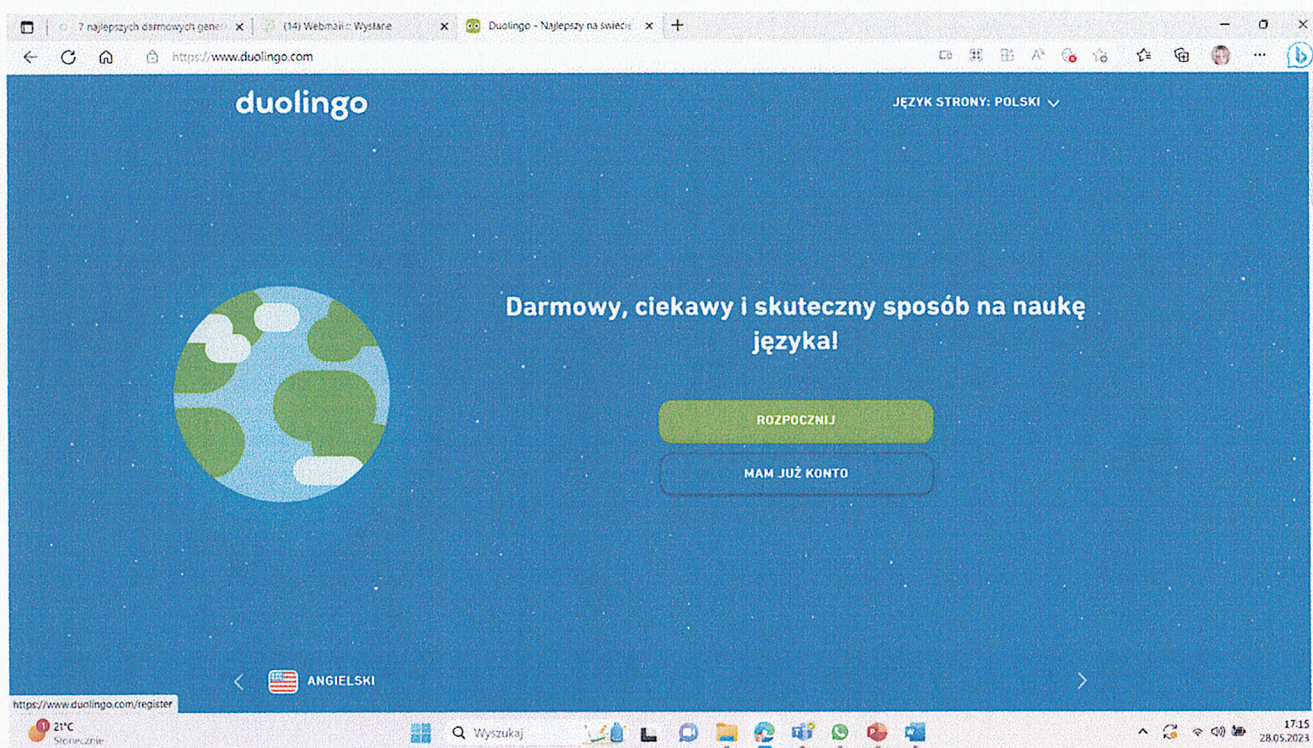 7 najlepszych darmowych gener
(14) Webmail :: Wysłane
Duolingo - Najlepszy na świecie
https://www.duolingo.com
duolingo
JĘZYK STRONY: POLSKI
Darmowy, ciekawy i skuteczny sposób na naukę
języka!
ROZPOCZNIJ
MAM JUŻ KONTO
ANGIELSKI
https://www.duolingo.com/register
1
21°C
Słonecznie
Wyszukaj
17:15
28.05.2023